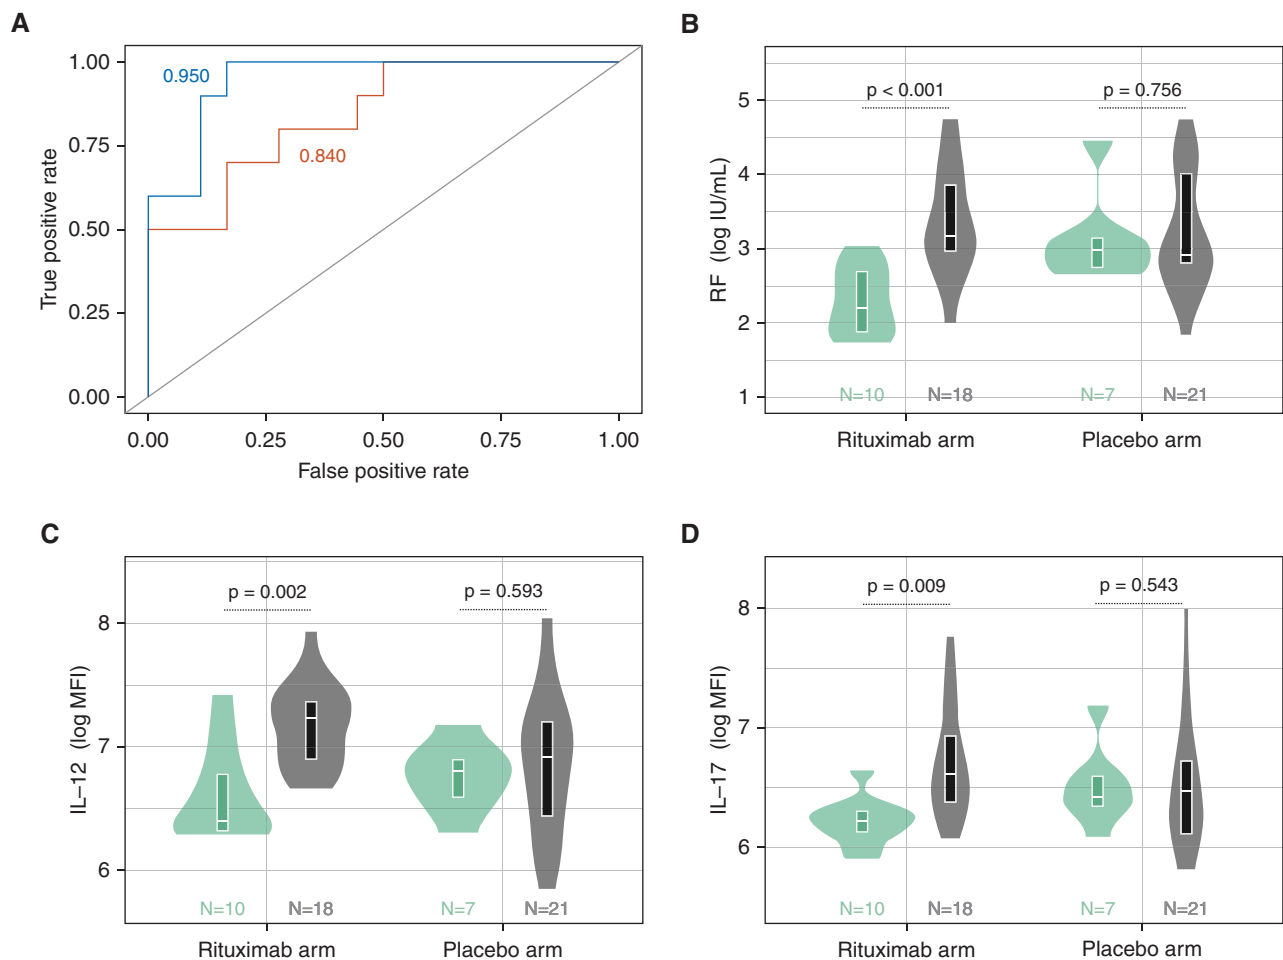 A
1.00
0.75
0.50
0.25
0.00
True positive rate
0.950
0.840
0.00 0.25 0.50 0.75 1.00
False positive rate
B
5
4
3
2
1
RF (log IU/mL)
p < 0.001 p = 0.756
N=10 N=18 N=7 N=21
Rituximab arm Placebo arm
C
8
7
6
IL–12 (log MFI)
p = 0.002 p = 0.593
N=10 N=18 N=7 N=21
Rituximab arm Placebo arm
D
8
7
6
IL–17 (log MFI)
p = 0.009 p = 0.543
N=10 N=18 N=7 N=21
Rituximab arm Placebo arm